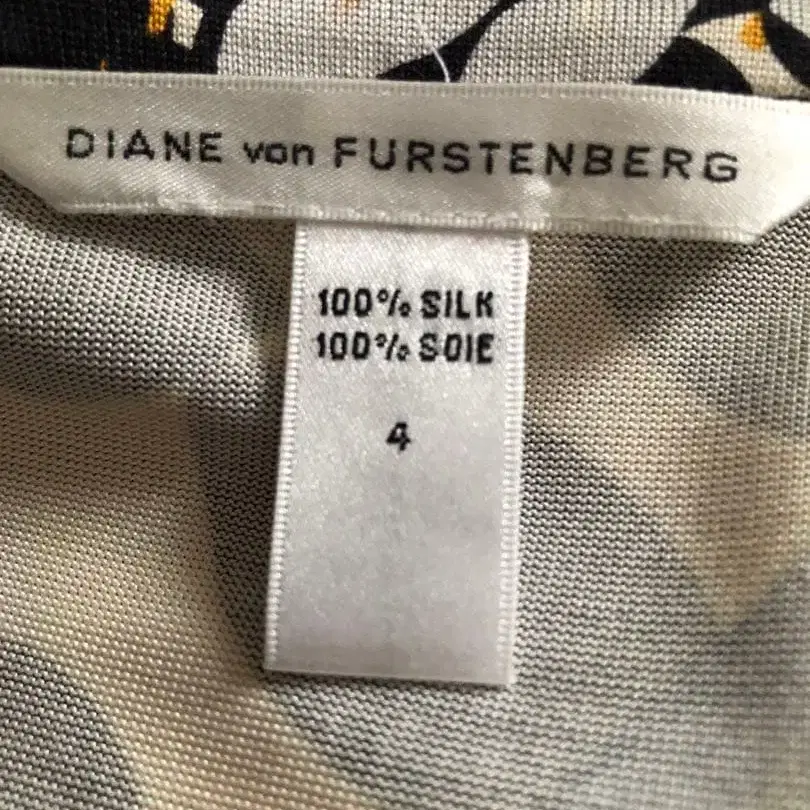 DIANE von FURSTENBERG
100% SILK
100% SOIE
4